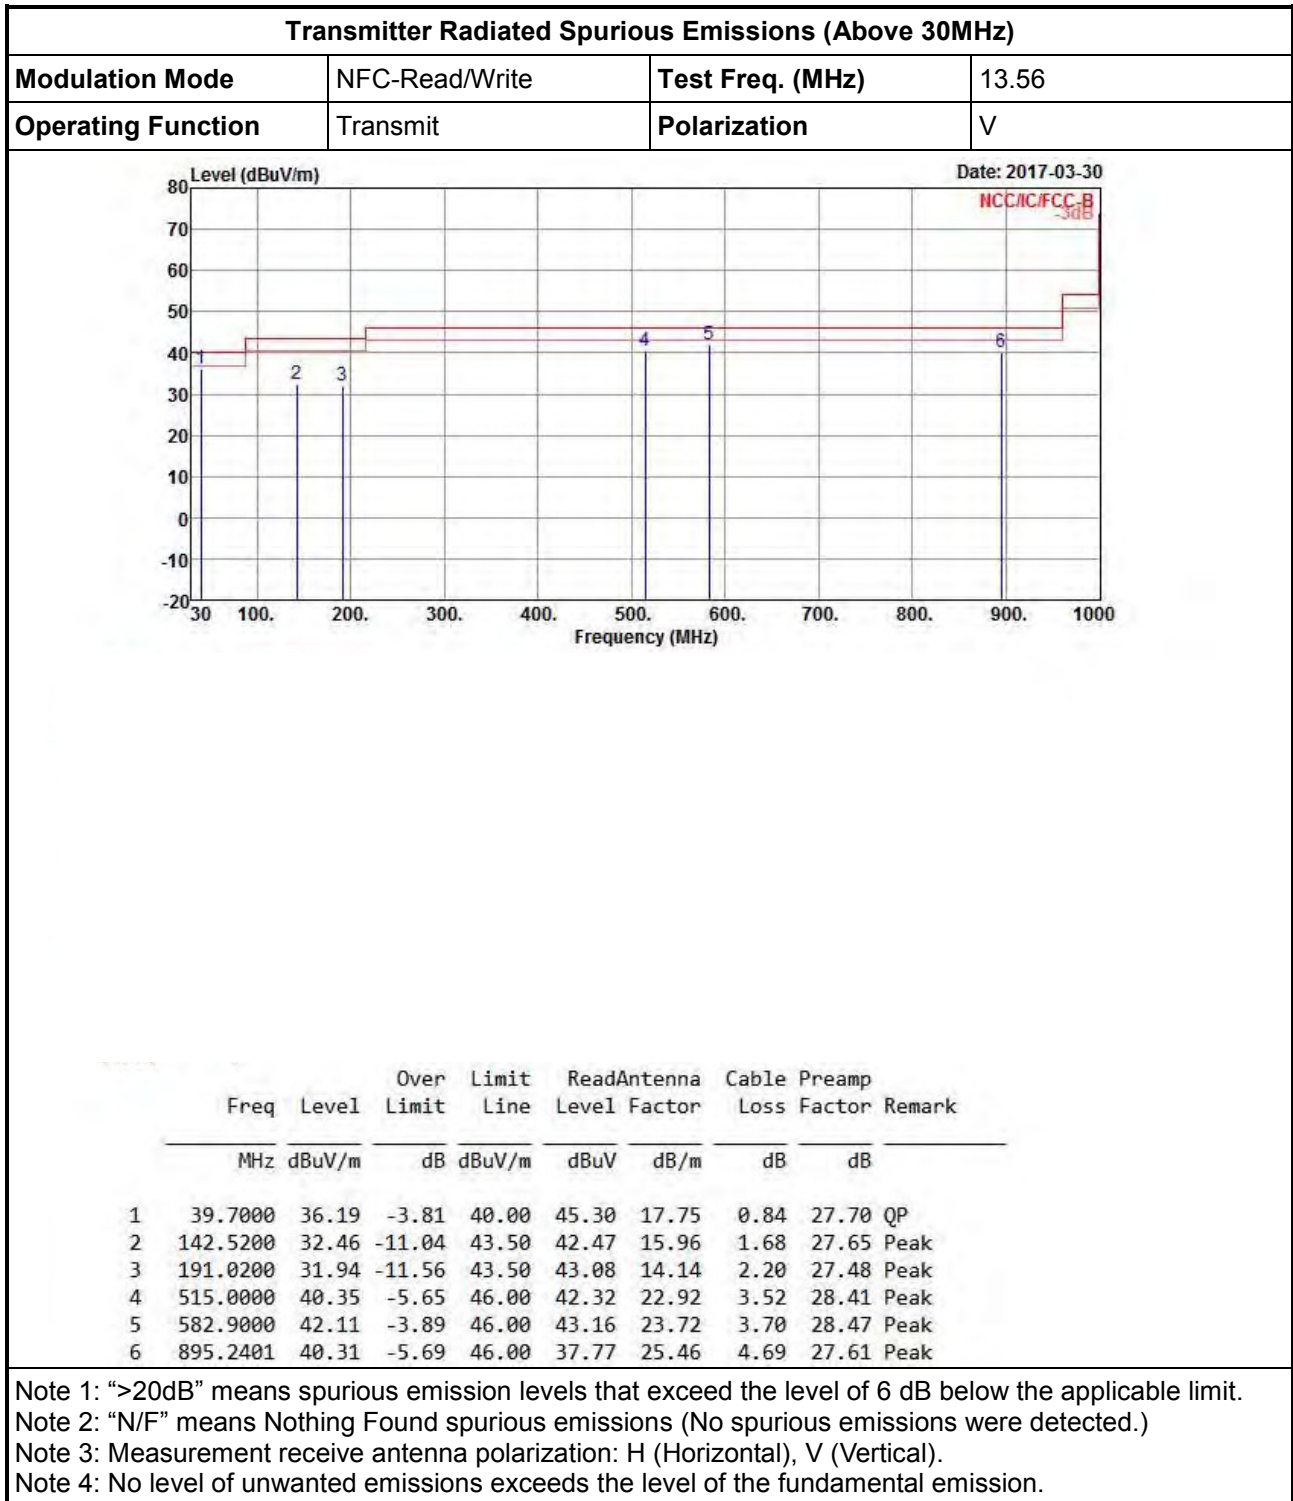 Transmitter Radiated Spurious Emissions (Above 30MHz)
Modulation Mode NFC-Read/Write Test Freq. (MHz) 13.56
Operating Function Transmit Polarization V
Level (dBuV/m) Date: 2017-03-30
80
NCC/IC/FCC-B
-3dB
70
60
50
40
30
20
10
0
-10
-20
1 2 3 4 5 6
30 100. 200. 300. 400. 500. 600. 700. 800. 900. 1000
Frequency (MHz)
Over Limit ReadAntenna Cable Preamp
Freq Level Limit Line Level Factor Loss Factor Remark
MHz dBuV/m dB dBuV/m dBuV dB/m dB dB
1 39.7000 36.19 -3.81 40.00 45.30 17.75 0.84 27.70 QP
2 142.5200 32.46 -11.04 43.50 42.47 15.96 1.68 27.65 Peak
3 191.0200 31.94 -11.56 43.50 43.08 14.14 2.20 27.48 Peak
4 515.0000 40.35 -5.65 46.00 42.32 22.92 3.52 28.41 Peak
5 582.9000 42.11 -3.89 46.00 43.16 23.72 3.70 28.47 Peak
6 895.2401 40.31 -5.69 46.00 37.77 25.46 4.69 27.61 Peak
Note 1: “>20dB” means spurious emission levels that exceed the level of 6 dB below the applicable limit.
Note 2: “N/F” means Nothing Found spurious emissions (No spurious emissions were detected.)
Note 3: Measurement receive antenna polarization: H (Horizontal), V (Vertical).
Note 4: No level of unwanted emissions exceeds the level of the fundamental emission.